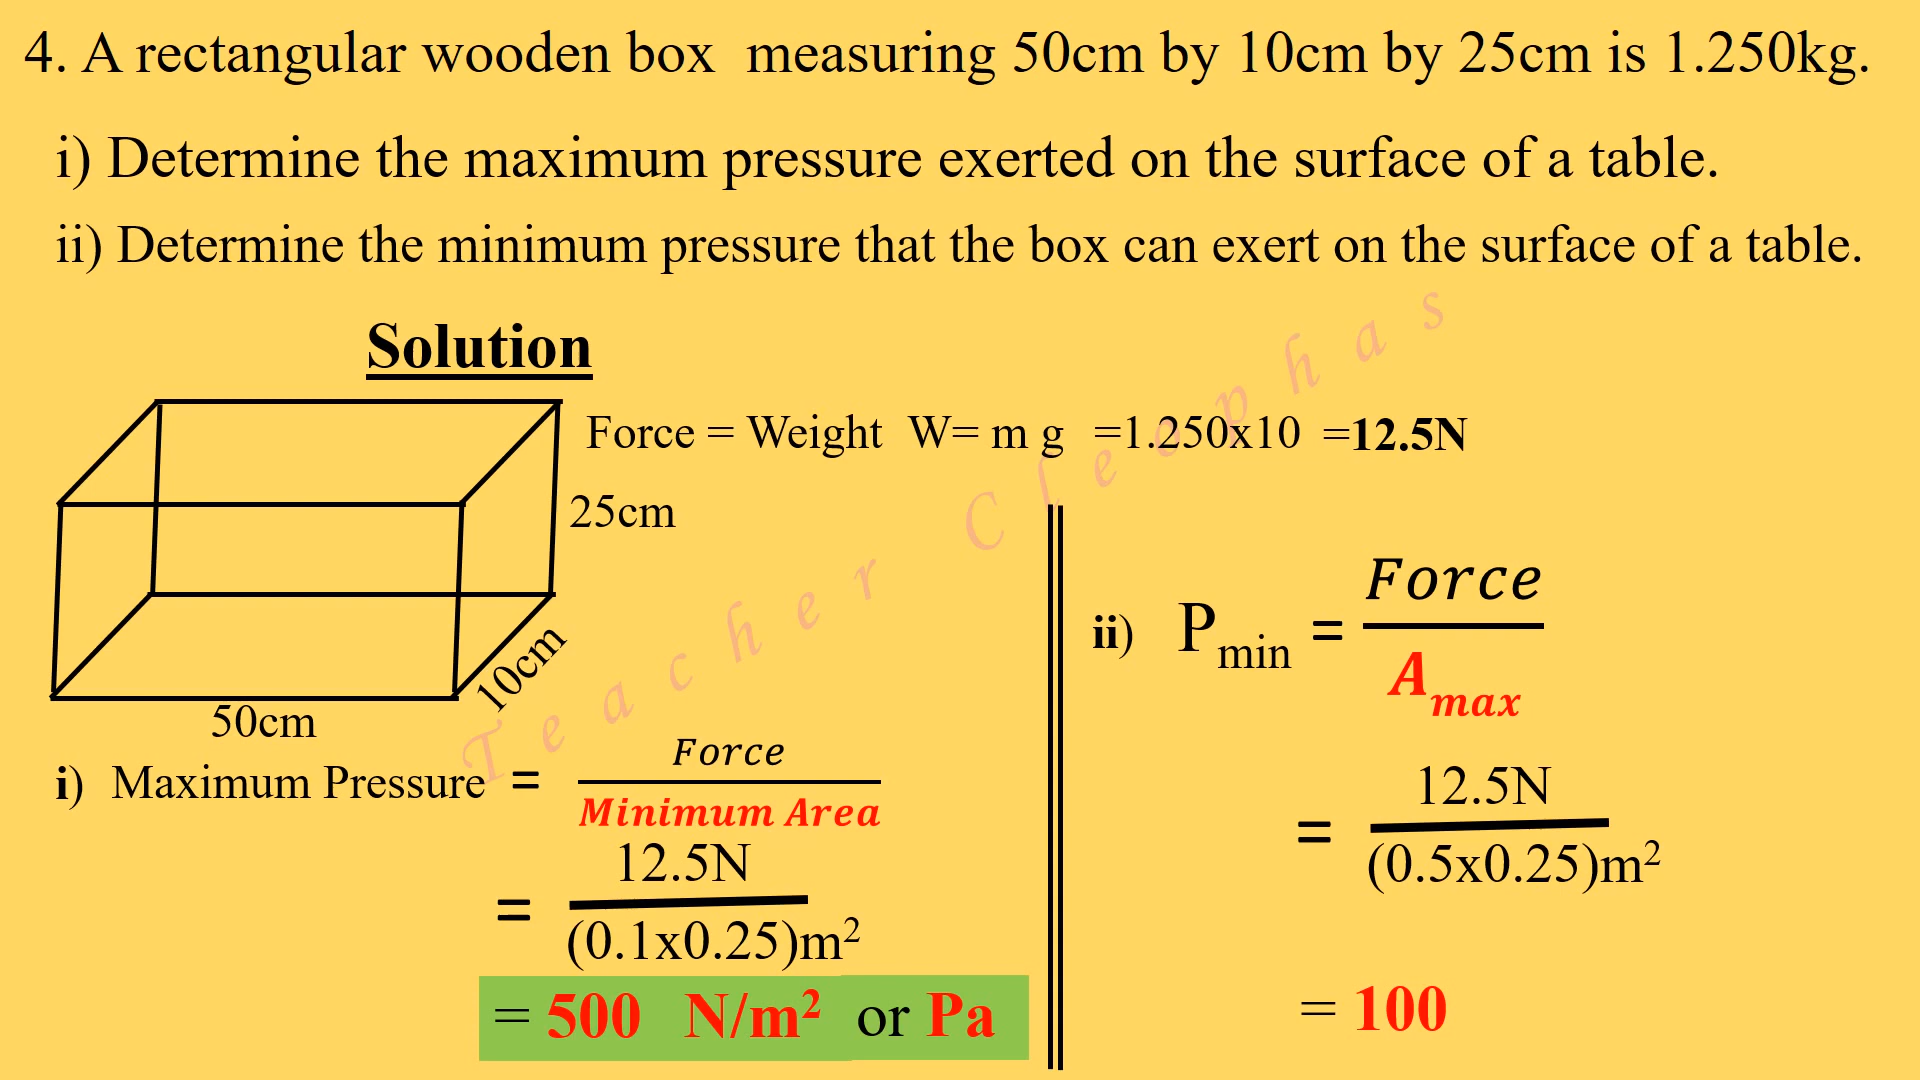 4. A rectangular wooden box measuring 50cm by 10cm by 25cm is 1.250kg.
i) Determine the maximum pressure exerted on the surface of a table.
ii) Determine the minimum pressure that the box can exert on the surface of a table.
Solution
Force = Weight W= m g =1.250x10 =12.5N
25cm
10cm
50cm
i) Maximum Pressure = Force
Minimum Area
= 12.5N
(0.1x0.25)m²
= 500 N/m² or Pa
ii) Pmin = Force
Amax
= 12.5N
(0.5x0.25)m²
= 100
Teacher Cleophas